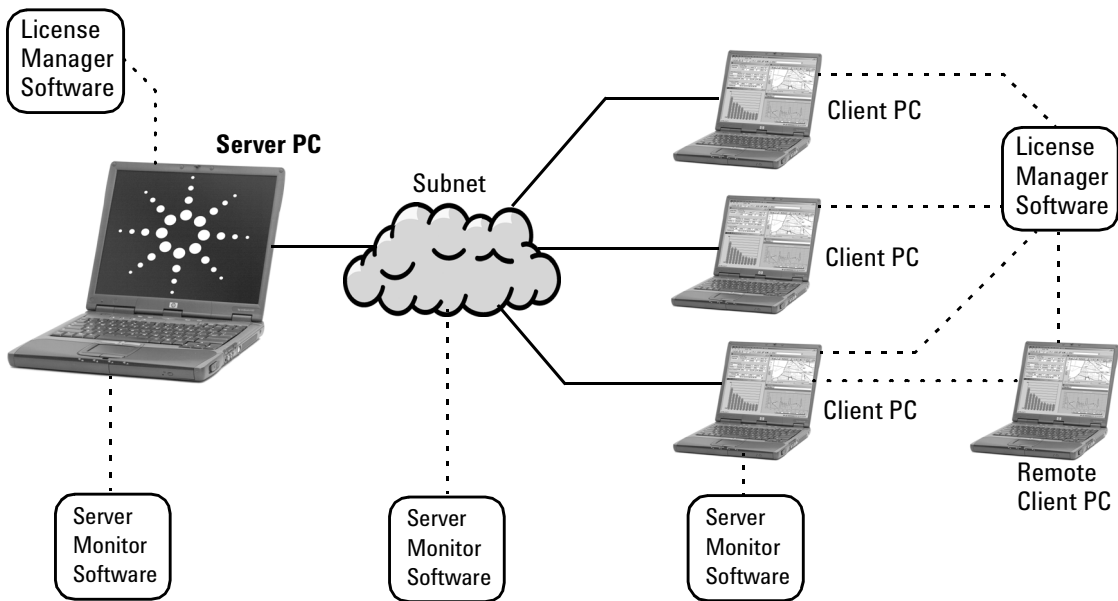 License
Manager
Software
Server PC
Subnet
Client PC
Client PC
Client PC
License
Manager
Software
Remote
Client PC
Server
Monitor
Software
Server
Monitor
Software
Server
Monitor
Software